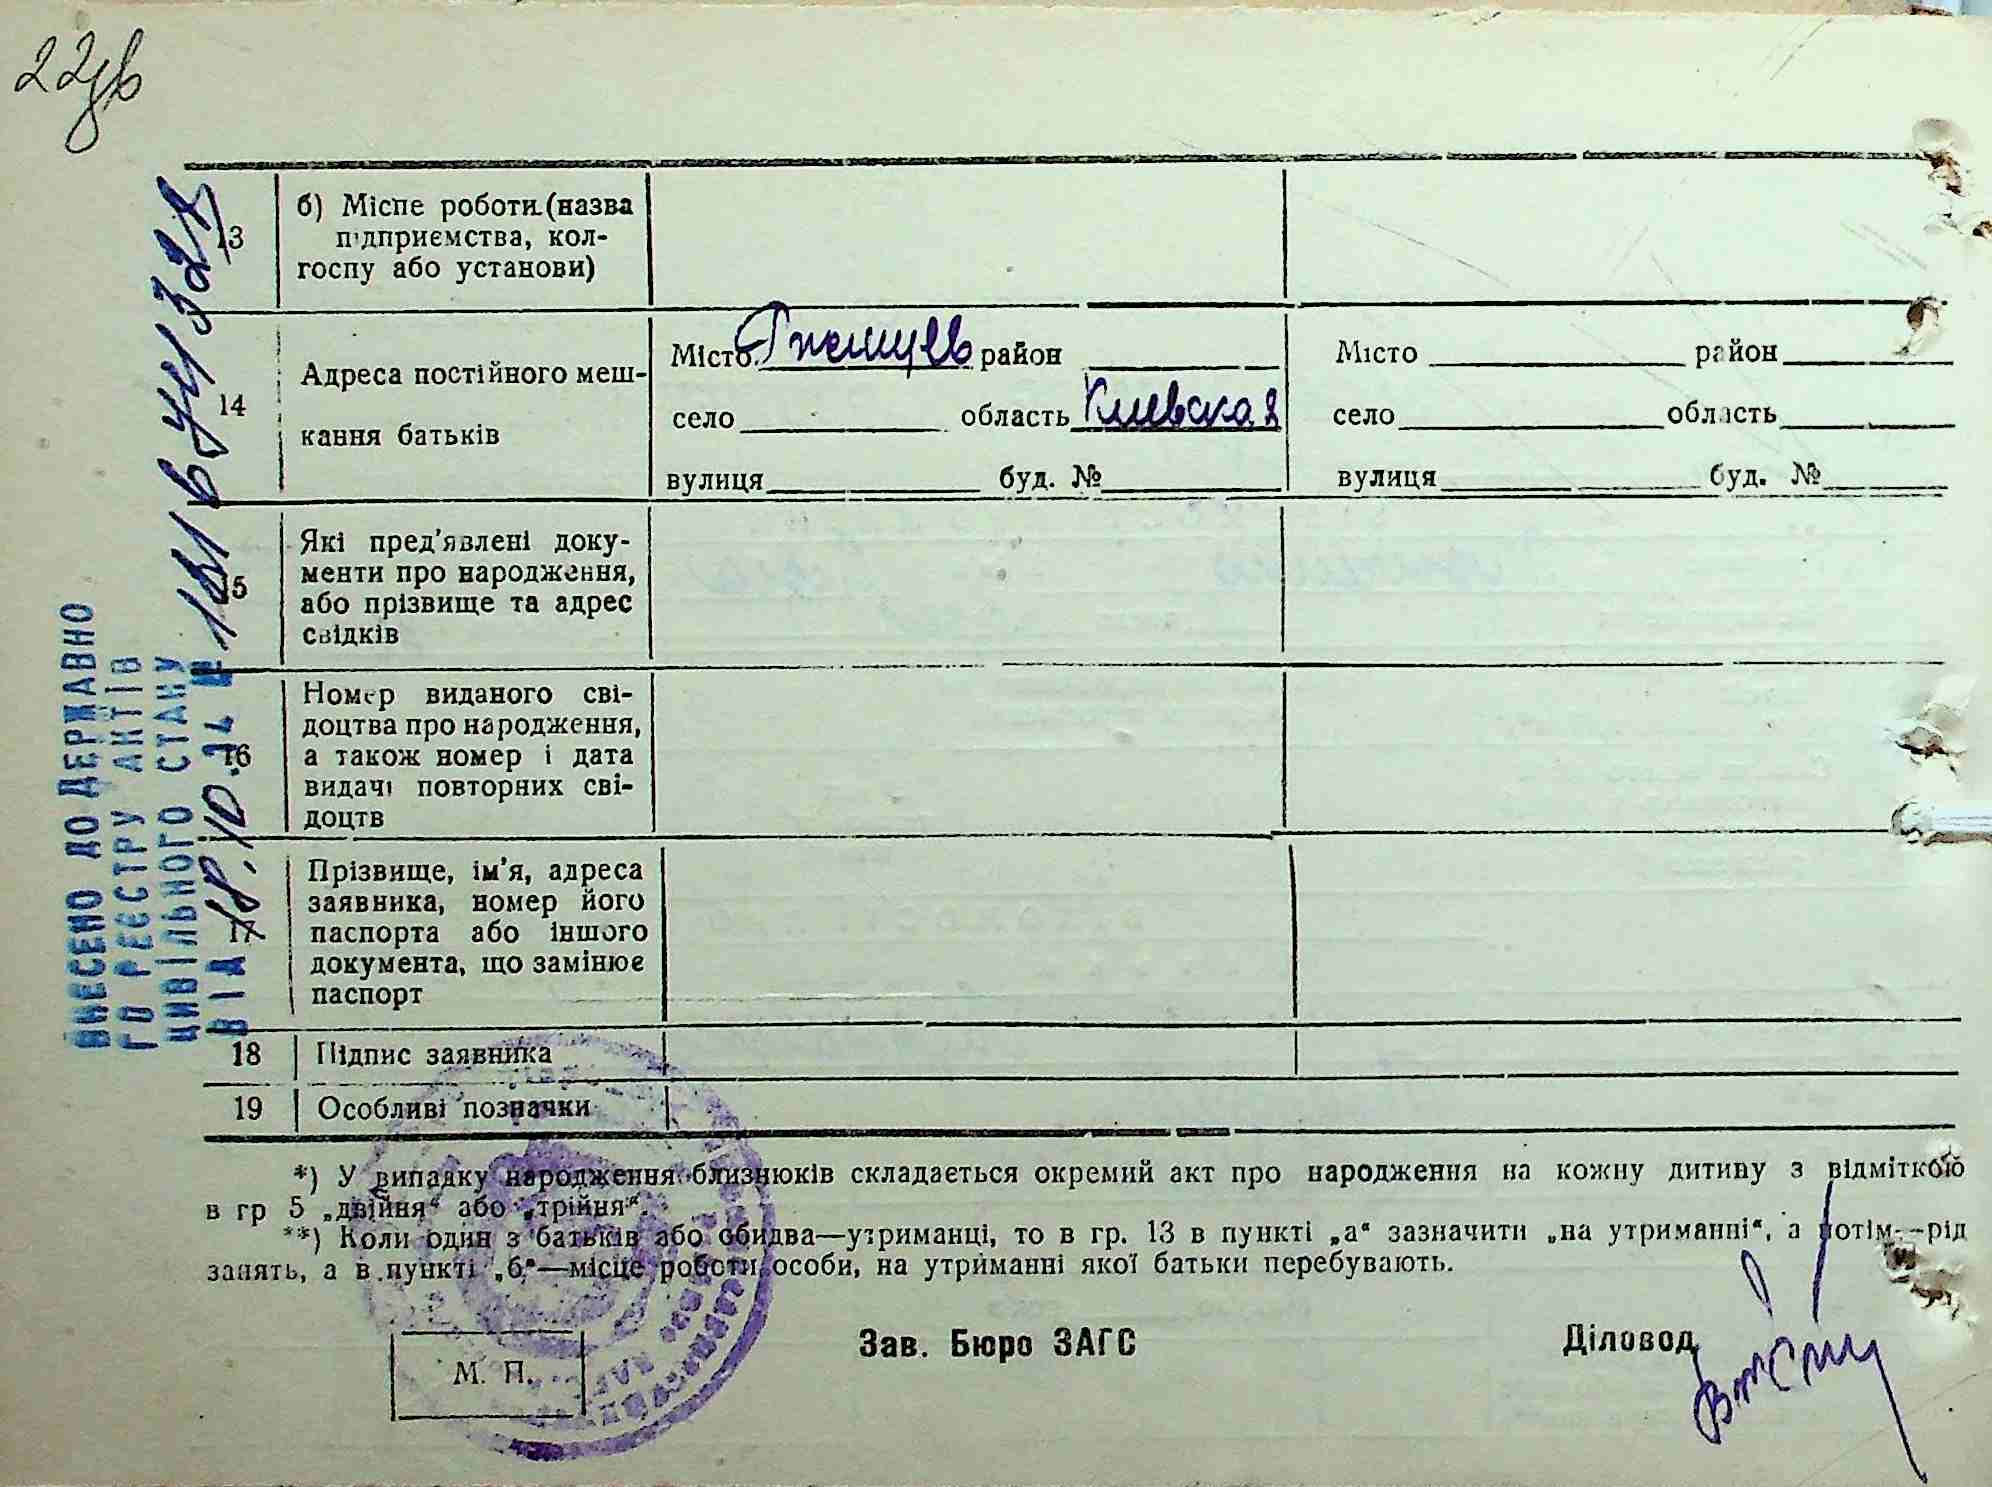 22зв
13
б) Місце роботи (назва
підприємства, кол-
госпу або установи)
14
Адреса постійного меш-
кання батьків
Місто Ржищев район
село область Киевская
вулиця буд. №
Місто район
село область
вулиця буд. №
15
Які пред'явлені доку-
менти про народження,
або прізвище та адрес
свідків
16
Номер виданого сві-
доцтва про народження,
а також номер і дата
видачі повторних сві-
доцтв
17
Прізвище, ім'я, адреса
заявника, номер його
паспорта або іншого
документа, що замінює
паспорт
18 Підпис заявника
19 Особливі позначки
*) У випадку народження близнюків складається окремий акт про народження на кожну дитину з відміткою
в гр 5 „двійня“ або „трійня“.
**) Коли один з батьків або обидва—утриманці, то в гр. 13 в пункті „а“ зазначити „на утриманні“, а потім—рід
занять, а в пункті „б“—місце роботи особи, на утриманні якої батьки перебувають.
М. П.
Зав. Бюро ЗАГС
Діловод
ВНЕСЕНО ДО ДЕРЖАВНО
ГО РЕЄСТРУ АКТІВ
ЦИВІЛЬНОГО СТАНУ
ВІД 18.10.